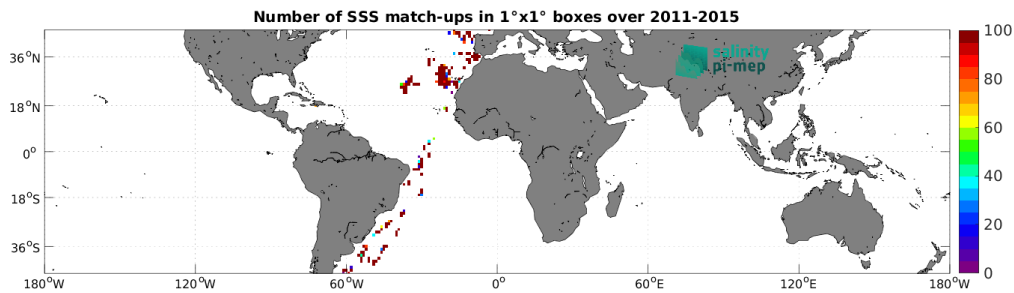 Number of SSS match-ups in 1°x1° boxes over 2011-2015
salinity
pi-mep
36°N
18°N
0°
18°S
36°S
180°W
120°W
60°W
0°
60°E
120°E
180°W
100
80
60
40
20
0